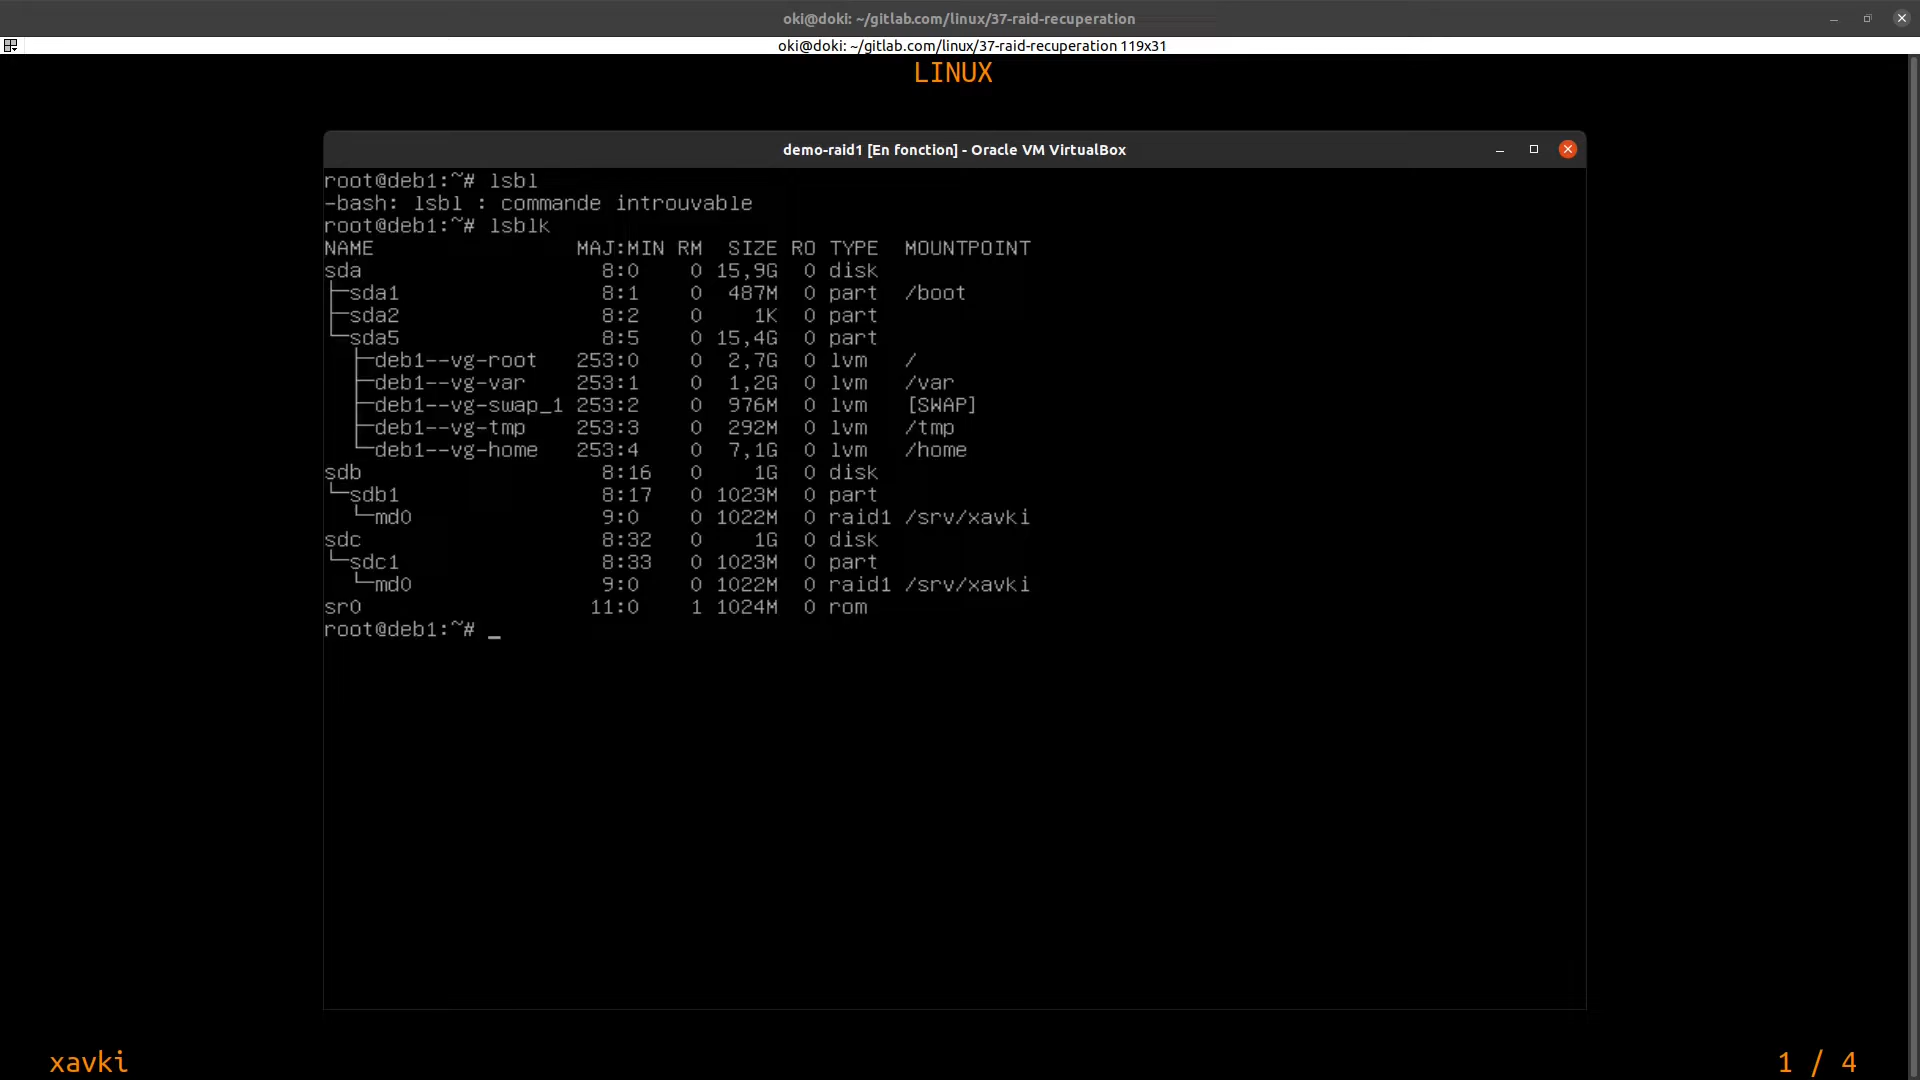 oki@doki: ~/gitlab.com/linux/37-raid-recuperation
oki@doki: ~/gitlab.com/linux/37-raid-recuperation 119x31
LINUX
demo-raid1 [En fonction] - Oracle VM VirtualBox
root@deb1:~# lsbl
-bash: lsbl : commande introuvable
root@deb1:~# lsblk
NAME                MAJ:MIN RM   SIZE RO TYPE  MOUNTPOINT
sda                   8:0    0  15,9G  0 disk
├─sda1                8:1    0   487M  0 part  /boot
├─sda2                8:2    0     1K  0 part
└─sda5                8:5    0  15,4G  0 part
  ├─deb1--vg-root   253:0    0   2,7G  0 lvm   /
  ├─deb1--vg-var    253:1    0   1,2G  0 lvm   /var
  ├─deb1--vg-swap_1 253:2    0   976M  0 lvm   [SWAP]
  ├─deb1--vg-tmp    253:3    0   292M  0 lvm   /tmp
  └─deb1--vg-home   253:4    0   7,1G  0 lvm   /home
sdb                   8:16   0     1G  0 disk
└─sdb1                8:17   0  1023M  0 part
  └─md0               9:0    0  1022M  0 raid1 /srv/xavki
sdc                   8:32   0     1G  0 disk
└─sdc1                8:33   0  1023M  0 part
  └─md0               9:0    0  1022M  0 raid1 /srv/xavki
sr0                  11:0    1  1024M  0 rom
root@deb1:~# _
xavki
1 / 4